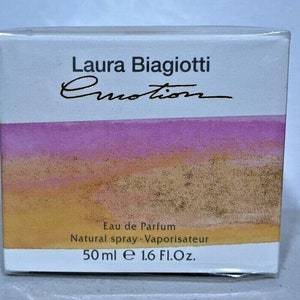 Laura Biagiotti
emotion
Eau de Parfum
Natural spray · Vaporisateur
50 ml ℮ 1.6 Fl.Oz.